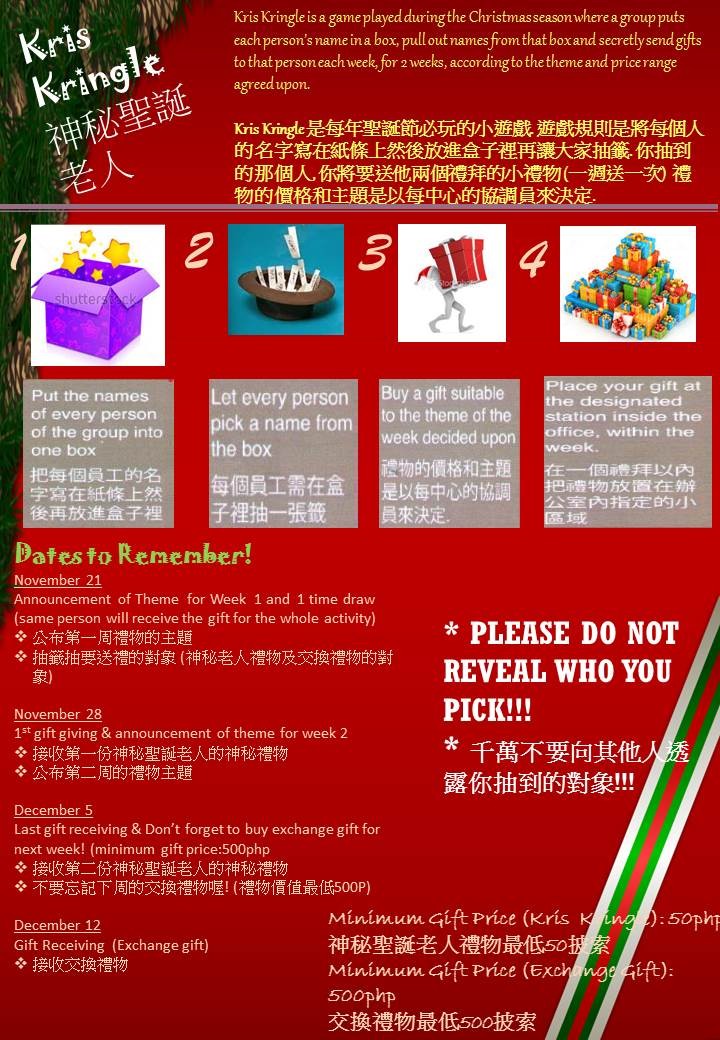 Kris
Kringle
神秘聖誕
老人
Kris Kringle is a game played during the Christmas season where a group puts
each person's name in a box, pull out names from that box and secretly send gifts
to that person each week, for 2 weeks, according to the theme and price range
agreed upon.
Kris Kringle 是每年聖誕節必玩的小遊戲. 遊戲規則是將每個人
的名字寫在紙條上然後放進盒子裡再讓大家抽籤. 你抽到
的那個人. 你將要送他兩個禮拜的小禮物(一週送一次) 禮
物的價格和主題是以每中心的協調員來決定.
1
2
3
4
shutterstock
Put the names
of every person
of the group into
one box
把每個員工的名
字寫在紙條上然
後再放進盒子裡
Let every person
pick a name from
the box
每個員工需在盒
子裡抽一張籤
Buy a gift suitable
to the theme of the
week decided upon
禮物的價格和主題
是以每中心的協調
員來決定.
Place your gift at
the designated
station inside the
office, within the
week.
在一個禮拜以內
把禮物放置在辦
公室內指定的小
區域
Dates to Remember!
November 21
Announcement of Theme for Week 1 and 1 time draw
(same person will receive the gift for the whole activity)
❖ 公布第一周禮物的主題
❖ 抽籤抽要送禮的對象 (神秘老人禮物及交換禮物的對
象)
November 28
1st gift giving & announcement of theme for week 2
❖ 接收第一份神秘聖誕老人的神秘禮物
❖ 公布第二周的禮物主題
December 5
Last gift receiving & Don't forget to buy exchange gift for
next week! (minimum gift price:500php
❖ 接收第二份神秘聖誕老人的神秘禮物
❖ 不要忘記下周的交換禮物喔! (禮物價值最低500P)
December 12
Gift Receiving (Exchange gift)
❖ 接收交換禮物
* PLEASE DO NOT
REVEAL WHO YOU
PICK!!!
* 千萬不要向其他人透
露你抽到的對象!!!
Minimum Gift Price (Kris Kringle): 50php
神秘聖誕老人禮物最低50披索
Minimum Gift Price (Exchange Gift):
500php
交換禮物最低500披索